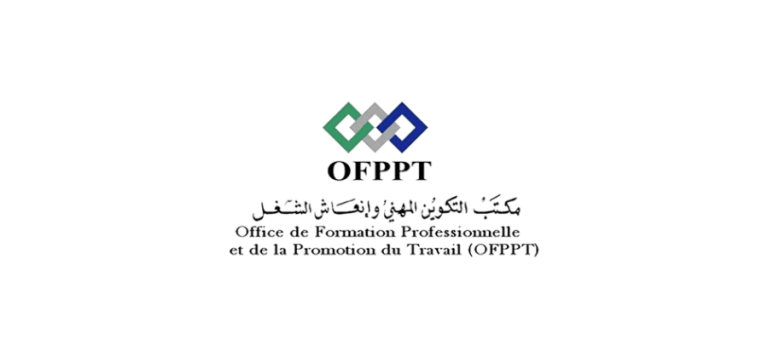 OFPPT
مكتب التكوين المهني وإنعاش الشغل
Office de Formation Professionnelle
et de la Promotion du Travail (OFPPT)